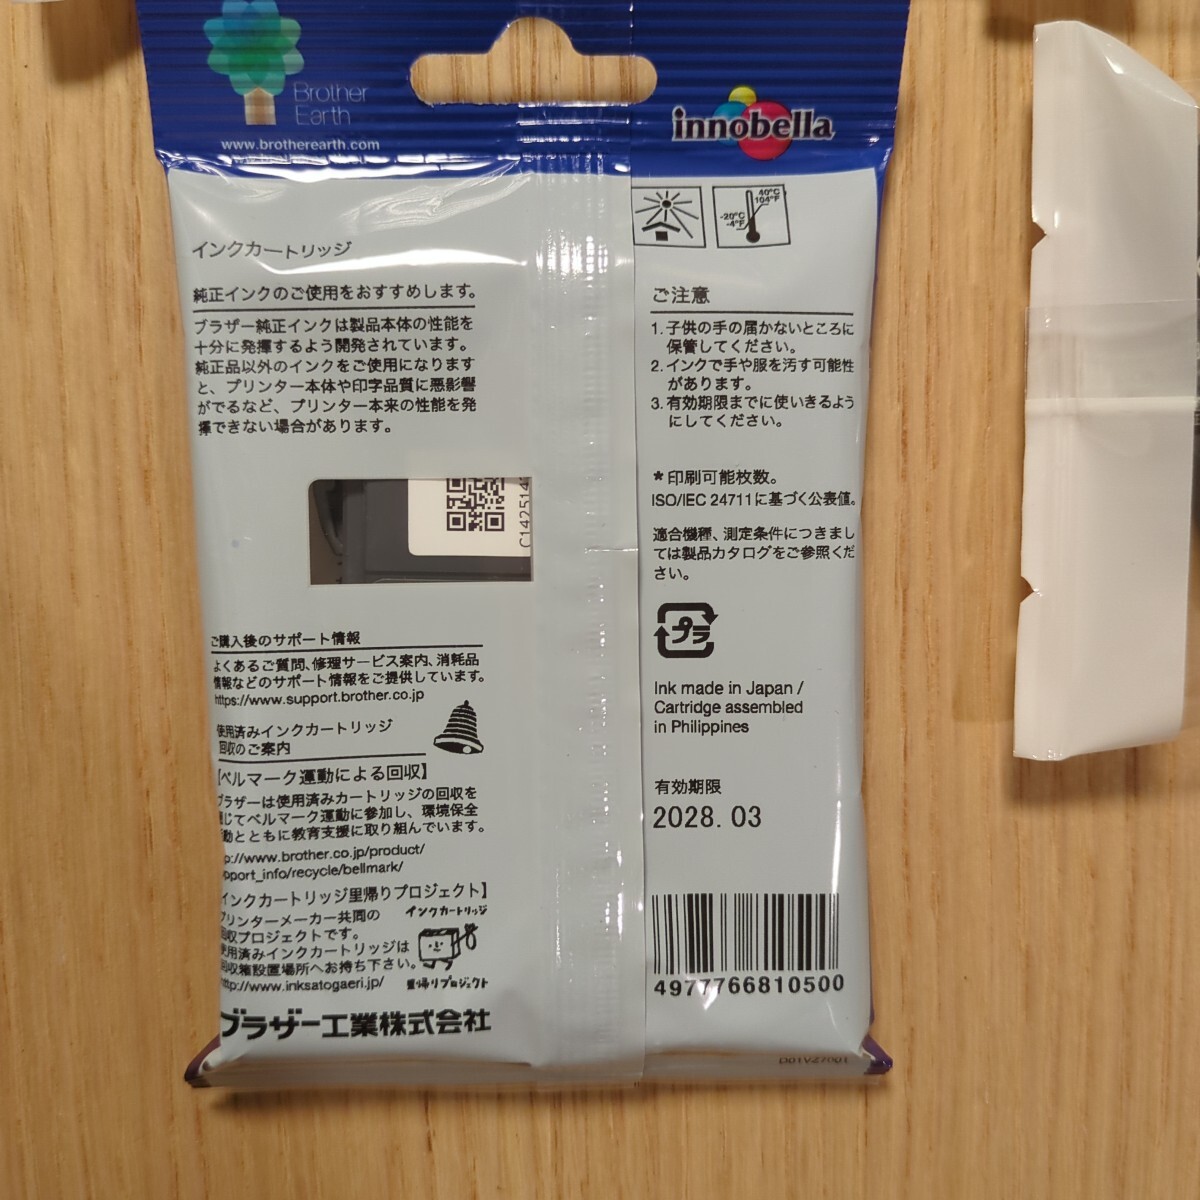 Brother
Earth
www.brotherearth.com
innobella
インクカートリッジ
純正インクのご使用をおすすめします。
ブラザー純正インクは製品本体の性能を
十分に発揮するよう開発されています。
純正品以外のインクをご使用になります
と、プリンター本体や印字品質に悪影響
がでるなど、プリンター本来の性能を発
揮できない場合があります。
C142514
ご購入後のサポート情報
よくあるご質問、修理サービス案内、消耗品
情報などのサポート情報をご提供しています。
https://www.support.brother.co.jp
使用済みインクカートリッジ
回収のご案内
【ベルマーク運動による回収】
ブラザーは使用済みカートリッジの回収を
じてベルマーク運動に参加し、環境保全
動とともに教育支援に取り組んでいます。
p://www.brother.co.jp/product/
pport_info/recycle/bellmark/
インクカートリッジ里帰りプロジェクト】
プリンターメーカー共同の
回収プロジェクトです。
使用済みインクカートリッジは
回収箱設置場所へお持ち下さい。
http://www.inksatogaeri.jp/
インクカートリッジ
里帰りプロジェクト
ブラザー工業株式会社
40°C
104°F
-20°C
-4°F
ご注意
1. 子供の手の届かないところに
保管してください。
2. インクで手や服を汚す可能性
があります。
3. 有効期限までに使いきるよう
にしてください。
*印刷可能枚数。
ISO/IEC 24711に基づく公表値。
適合機種、測定条件につきまし
ては製品カタログをご参照くだ
さい。
プラ
Ink made in Japan /
Cartridge assembled
in Philippines
有効期限
2028.03
4977766810500